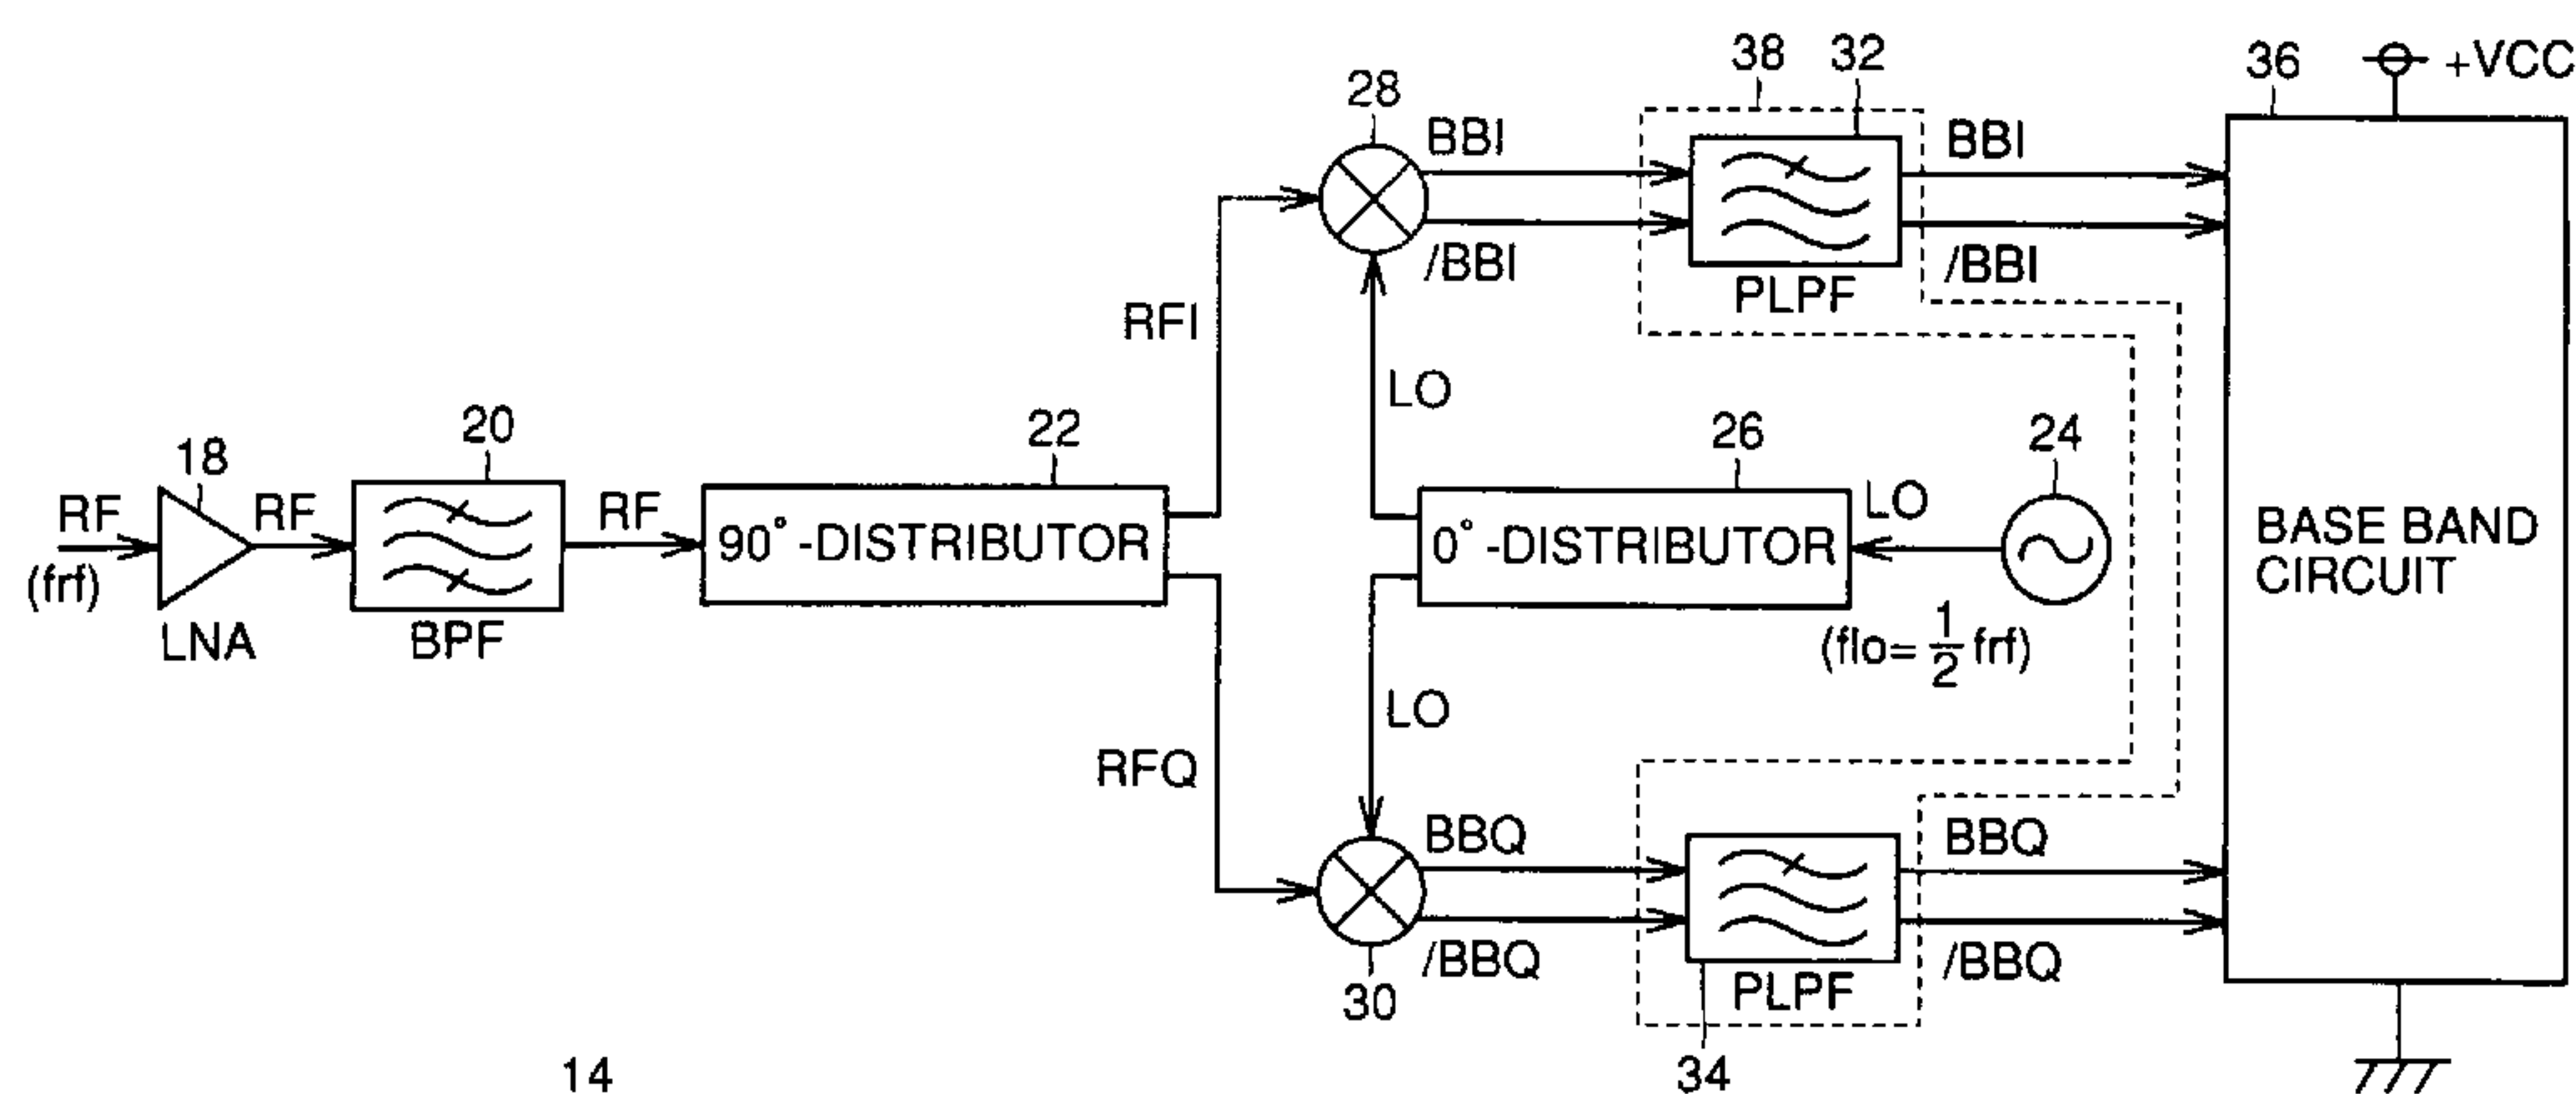 38
32
36
+VCC
28
BBI
BBI
/BBI
/BBI
PLPF
RFI
LO
18
20
22
26
24
RF
RF
RF
LO
90°-DISTRIBUTOR
0°-DISTRIBUTOR
BASE BAND
CIRCUIT
(frf)
LNA
BPF
(flo= 1/2 frf)
LO
RFQ
BBQ
BBQ
/BBQ
/BBQ
PLPF
30
34
14